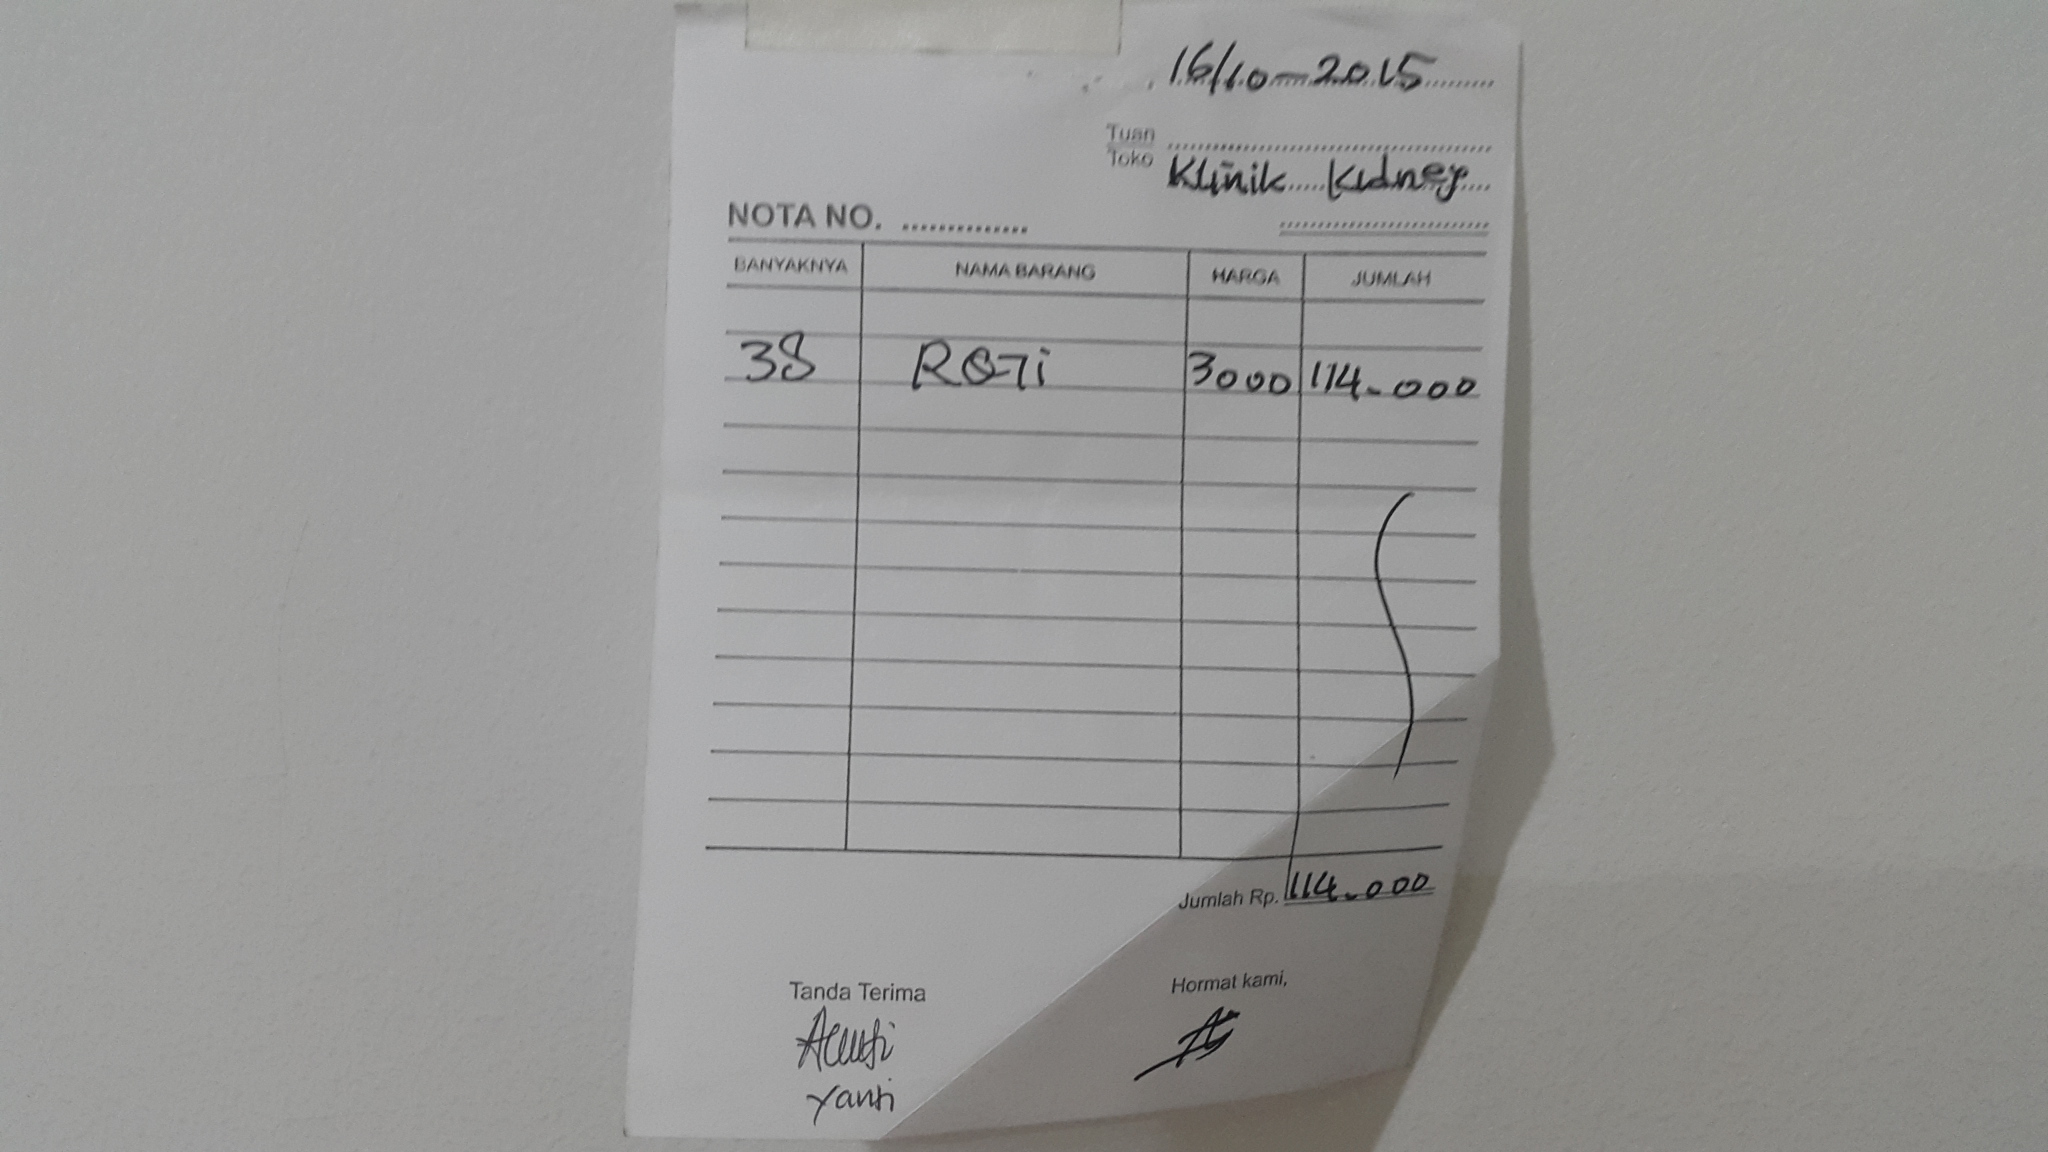 16/10-2015
Tuan
Toko Klinik Kidney
NOTA NO.
BANYAKNYA NAMA BARANG HARGA JUMLAH
38 ROTi 3000 114.000
Jumlah Rp. 114.000
Tanda Terima Hormat kami,
Yanti